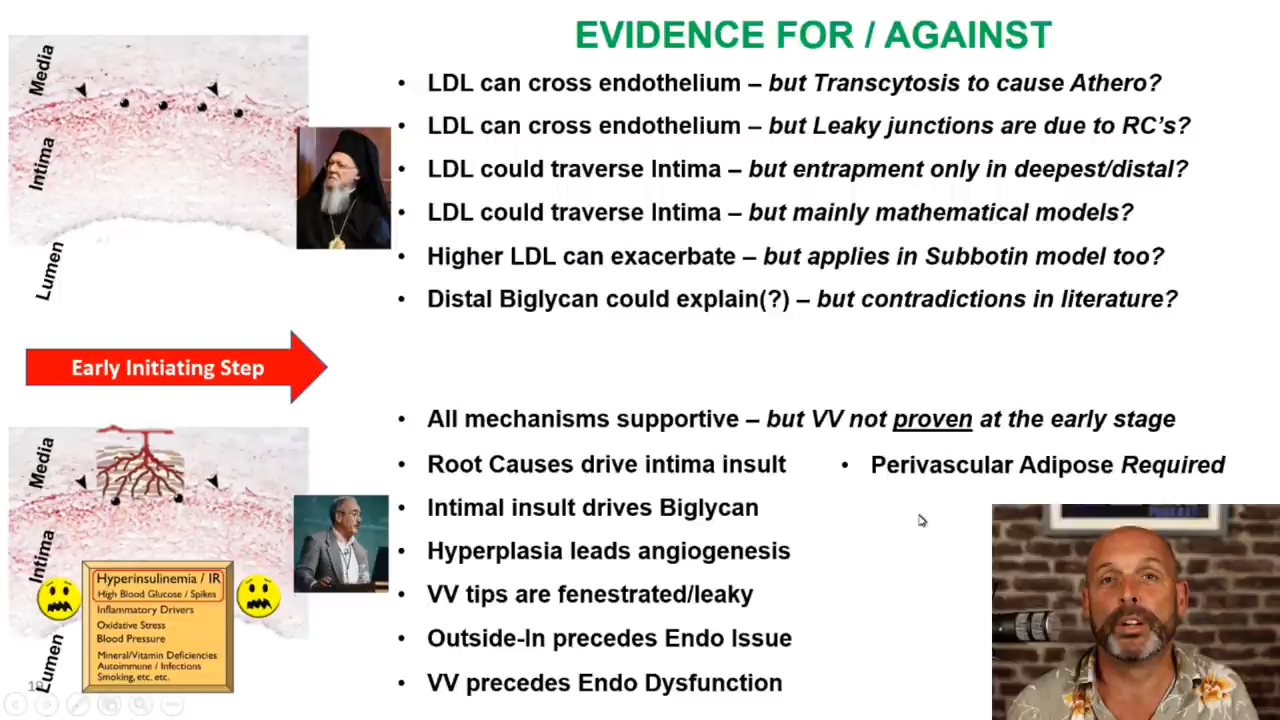 EVIDENCE FOR / AGAINST
Media
Intima
Lumen
• LDL can cross endothelium – but Transcytosis to cause Athero?
• LDL can cross endothelium – but Leaky junctions are due to RC's?
• LDL could traverse Intima – but entrapment only in deepest/distal?
• LDL could traverse Intima – but mainly mathematical models?
• Higher LDL can exacerbate – but applies in Subbotin model too?
• Distal Biglycan could explain(?) – but contradictions in literature?
Early Initiating Step
Media
Intima
Lumen
Hyperinsulinemia / IR
High Blood Glucose / Spikes
Inflammatory Drivers
Oxidative Stress
Blood Pressure
Mineral/Vitamin Deficiencies
Autoimmune / Infections
Smoking, etc. etc.
• All mechanisms supportive – but VV not proven at the early stage
• Root Causes drive intima insult
• Perivascular Adipose Required
• Intimal insult drives Biglycan
• Hyperplasia leads angiogenesis
• VV tips are fenestrated/leaky
• Outside-In precedes Endo Issue
• VV precedes Endo Dysfunction